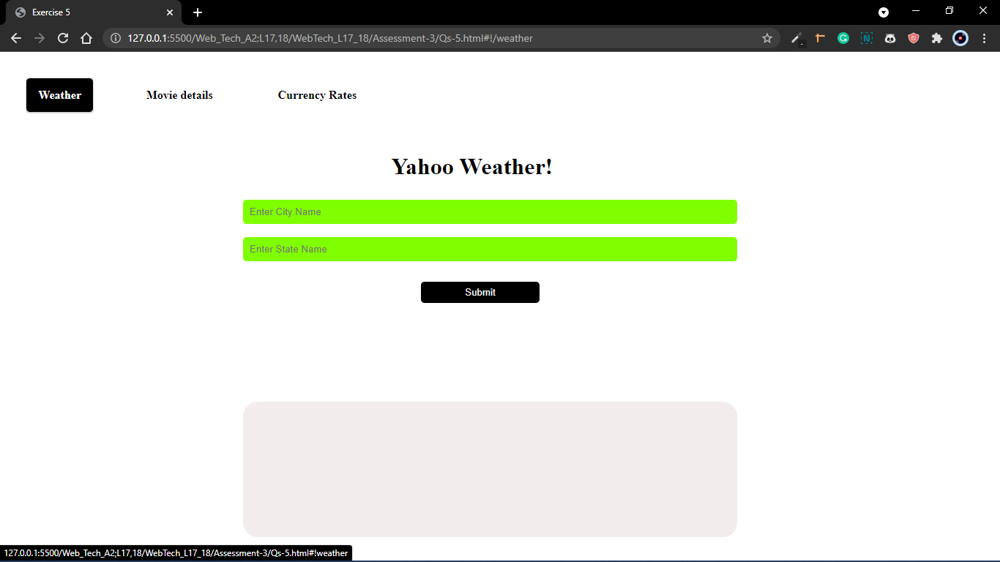 Exercise 5
127.0.0.1:5500/Web_Tech_A2;L17,18/WebTech_L17_18/Assessment-3/Qs-5.html#!/weather
Weather Movie details Currency Rates
Yahoo Weather!
Enter City Name
Enter State Name
Submit
127.0.0.1:5500/Web_Tech_A2;L17,18/WebTech_L17_18/Assessment-3/Qs-5.html#!weather